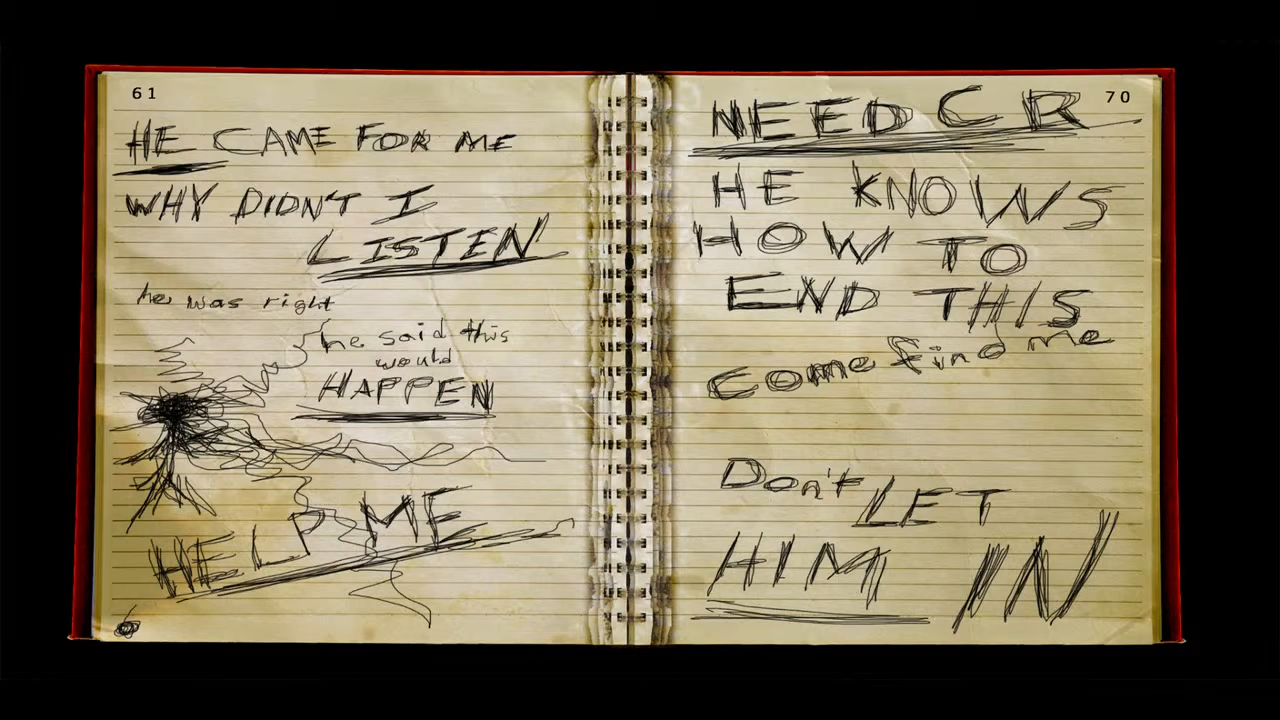 61
HE CAME FOR ME
WHY DIDN'T I
LISTEN
he was right
he said this
would
HAPPEN
HELP ME
70
NEED CR
HE KNOWS
HOW TO
END THIS
come find me
Don't LET
HIM IN